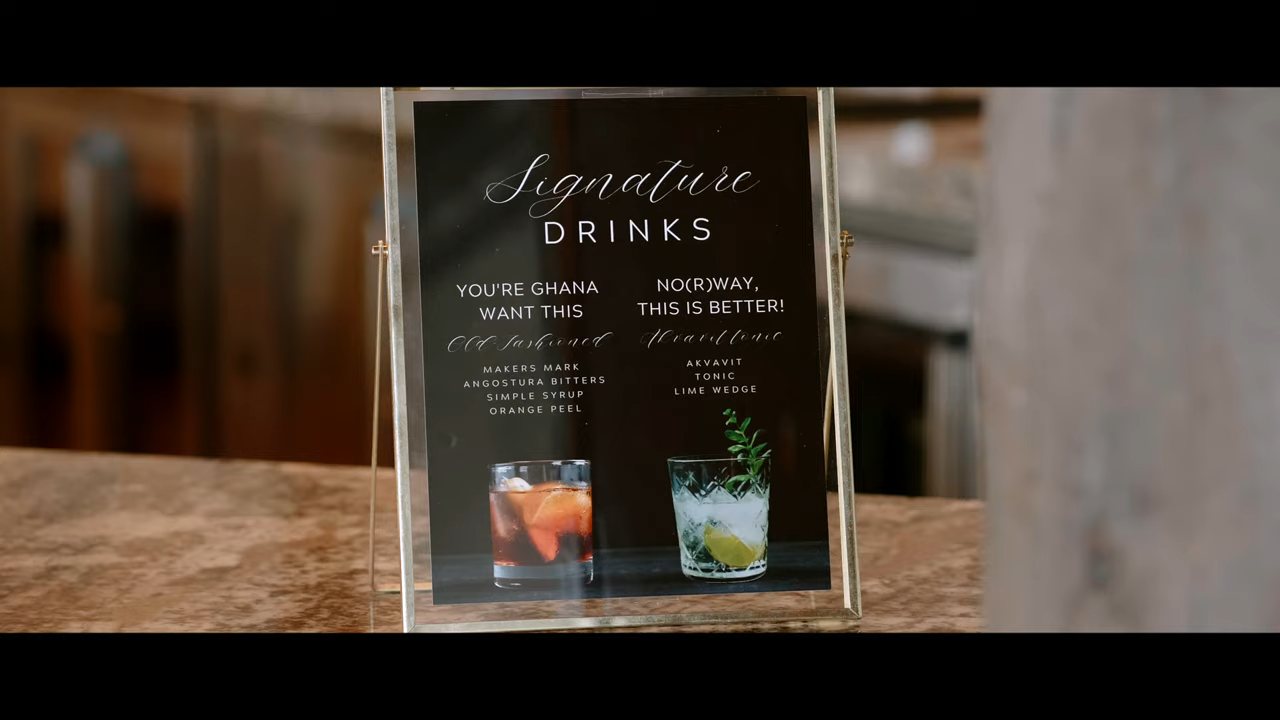 Signature
DRINKS
YOU'RE GHANA
WANT THIS
Old-Fashioned
MAKERS MARK
ANGOSTURA BITTERS
SIMPLE SYRUP
ORANGE PEEL
NO(R)WAY,
THIS IS BETTER!
Akvavit tonic
AKVAVIT
TONIC
LIME WEDGE